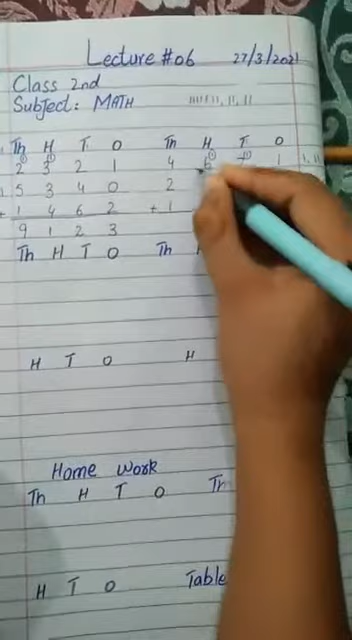 Lecture #06 27/3/2021
Class 2nd
Subject: MATH
Th H T O Th H T O
2 3 2 1 4 1
5 3 4 0 2
+ 1 4 6 2 + 1
9 1 2 3
Th H T O Th
H T O H
Home Work
Th H T O Th
H T O Table